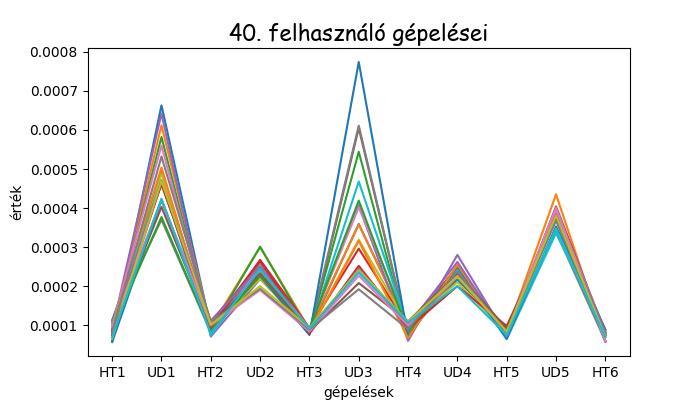 40. felhasználó gépelései
0.0008
0.0007
0.0006
0.0005
0.0004
0.0003
0.0002
0.0001
érték
HT1 UD1 HT2 UD2 HT3 UD3 HT4 UD4 HT5 UD5 HT6
gépelések